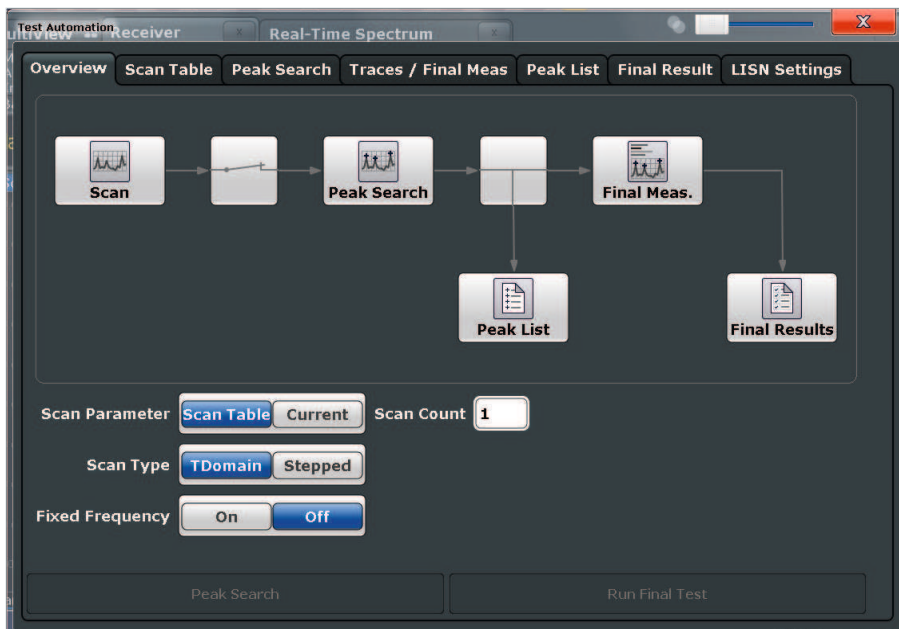 Test Automation
Receiver
Real-Time Spectrum
Overview
Scan Table
Peak Search
Traces / Final Meas
Peak List
Final Result
LISN Settings
Scan
Peak Search
Final Meas.
Peak List
Final Results
Scan Parameter
Scan Table
Current
Scan Count
1
Scan Type
TDomain
Stepped
Fixed Frequency
On
Off
Peak Search
Run Final Test